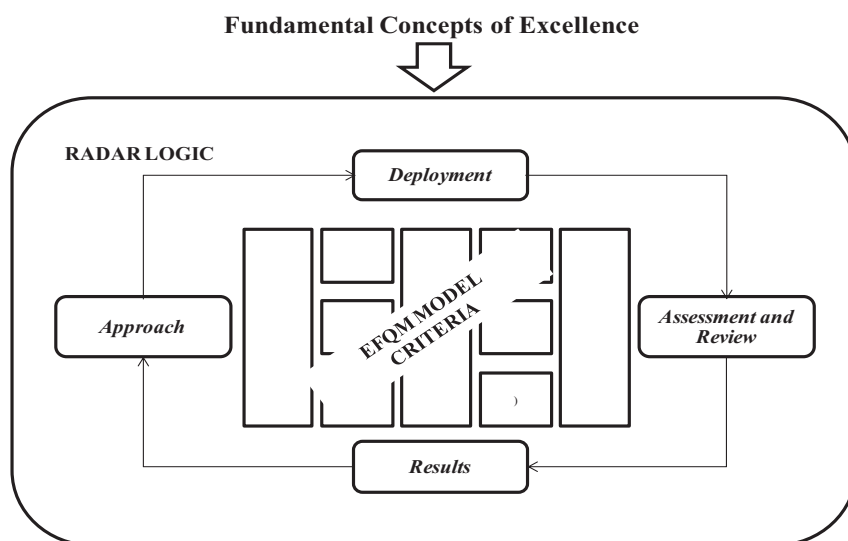 Fundamental Concepts of Excellence
RADAR LOGIC
Deployment
Approach
EFQM MODEL
CRITERIA
Assessment and
Review
)
Results